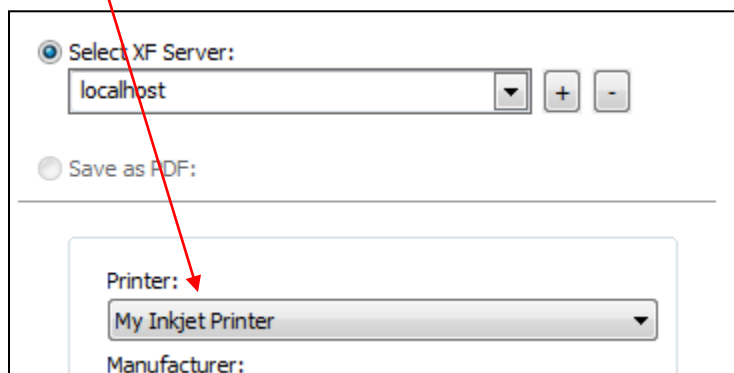 Select XF Server:
localhost
+ -
Save as PDF:
Printer:
My Inkjet Printer
Manufacturer: